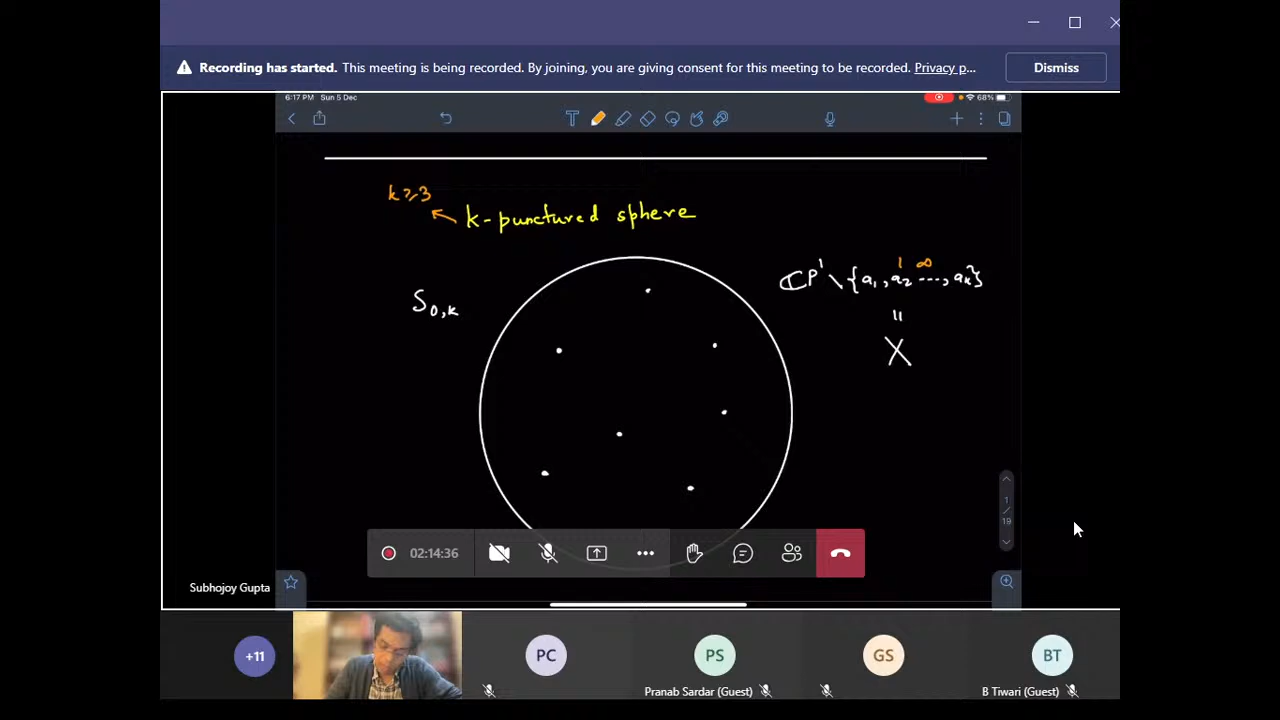 Recording has started. This meeting is being recorded. By joining, you are giving consent for this meeting to be recorded. Privacy p... Dismiss
6:17 PM Sun 5 Dec 68%
k ≥ 3
k-punctured sphere
1 ∞
ℂP¹ \ {a₁, a₂ ..., aₖ}
S₀,ₖ
=
X
1
/
19
02:14:36
Subhojoy Gupta
+11 PC PS GS BT
Pranab Sardar (Guest) B Tiwari (Guest)